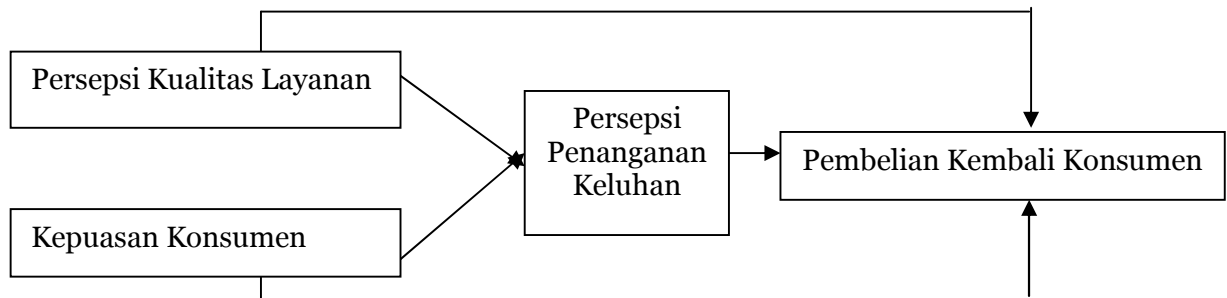 Persepsi Kualitas Layanan
Persepsi
Penanganan
Keluhan
Pembelian Kembali Konsumen
Kepuasan Konsumen